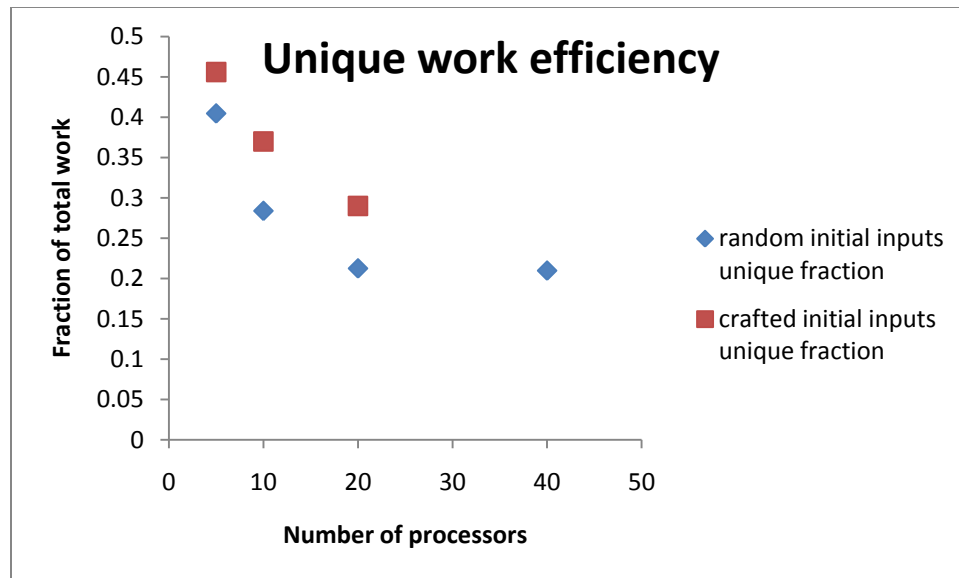 Unique work efficiency
0.5
0.45
0.4
0.35
0.3
0.25
0.2
0.15
0.1
0.05
0
Fraction of total work
0 10 20 30 40 50
Number of processors
random initial inputs
unique fraction
crafted initial inputs
unique fraction